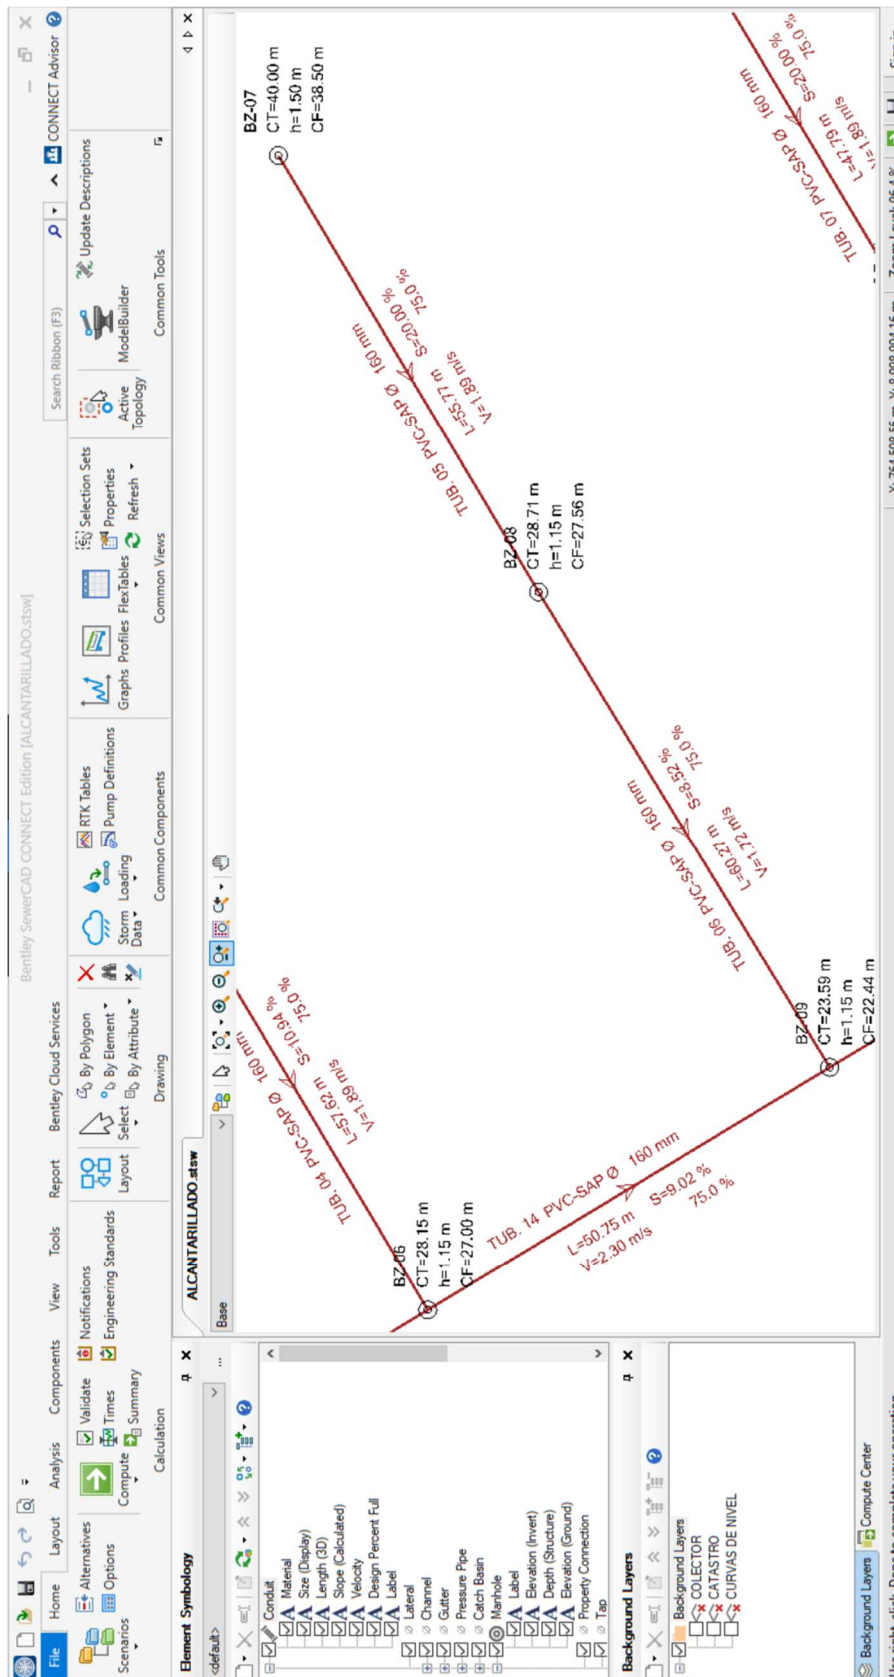 Bentley SewerCAD CONNECT Edition [ALCANTARILLADO.stsw]
File
Home
Layout
Analysis
Components
View
Tools
Report
Bentley Cloud Services
Search Ribbon (F3)
CONNECT Advisor
Scenarios
Alternatives
Options
Compute
Validate
Times
Summary
Notifications
Engineering Standards
Calculation
Layout
Select
By Polygon
By Element
By Attribute
Drawing
Storm Data
Loading
RTK Tables
Pump Definitions
Common Components
Graphs
Profiles
FlexTables
Selection Sets
Properties
Refresh
Common Views
Active Topology
ModelBuilder
Update Descriptions
Common Tools
Element Symbology
<default>
Conduit
Material
Size (Display)
Length (3D)
Slope (Calculated)
Velocity
Design Percent Full
Label
Lateral
Channel
Gutter
Pressure Pipe
Catch Basin
Manhole
Label
Elevation (Invert)
Depth (Structure)
Elevation (Ground)
Property Connection
Tap
Background Layers
Background Layers
COLECTOR
CATASTRO
CURVAS DE NIVEL
Background Layers
Compute Center
ALCANTARILLADO.stsw
Base
TUB. 04 PVC-SAP Ø 160 mm
L=57.62 m S=10.94 %
V=1.89 m/s 75.0 %
BZ-06
CT=28.15 m
h=1.15 m
CF=27.00 m
TUB. 14 PVC-SAP Ø 160 mm
L=50.75 m S=9.02 %
V=2.30 m/s 75.0 %
BZ-09
CT=23.59 m
h=1.15 m
CF=22.44 m
TUB. 06 PVC-SAP Ø 160 mm
L=60.27 m S=8.52 %
V=1.72 m/s 75.0 %
BZ-08
CT=28.71 m
h=1.15 m
CF=27.56 m
TUB. 05 PVC-SAP Ø 160 mm
L=55.77 m S=20.00 %
V=1.89 m/s 75.0 %
BZ-07
CT=40.00 m
h=1.50 m
CF=38.50 m
TUB. 07 PVC-SAP Ø 160 mm
L=47.79 m S=20.00 %
V=1.89 m/s 75.0 %